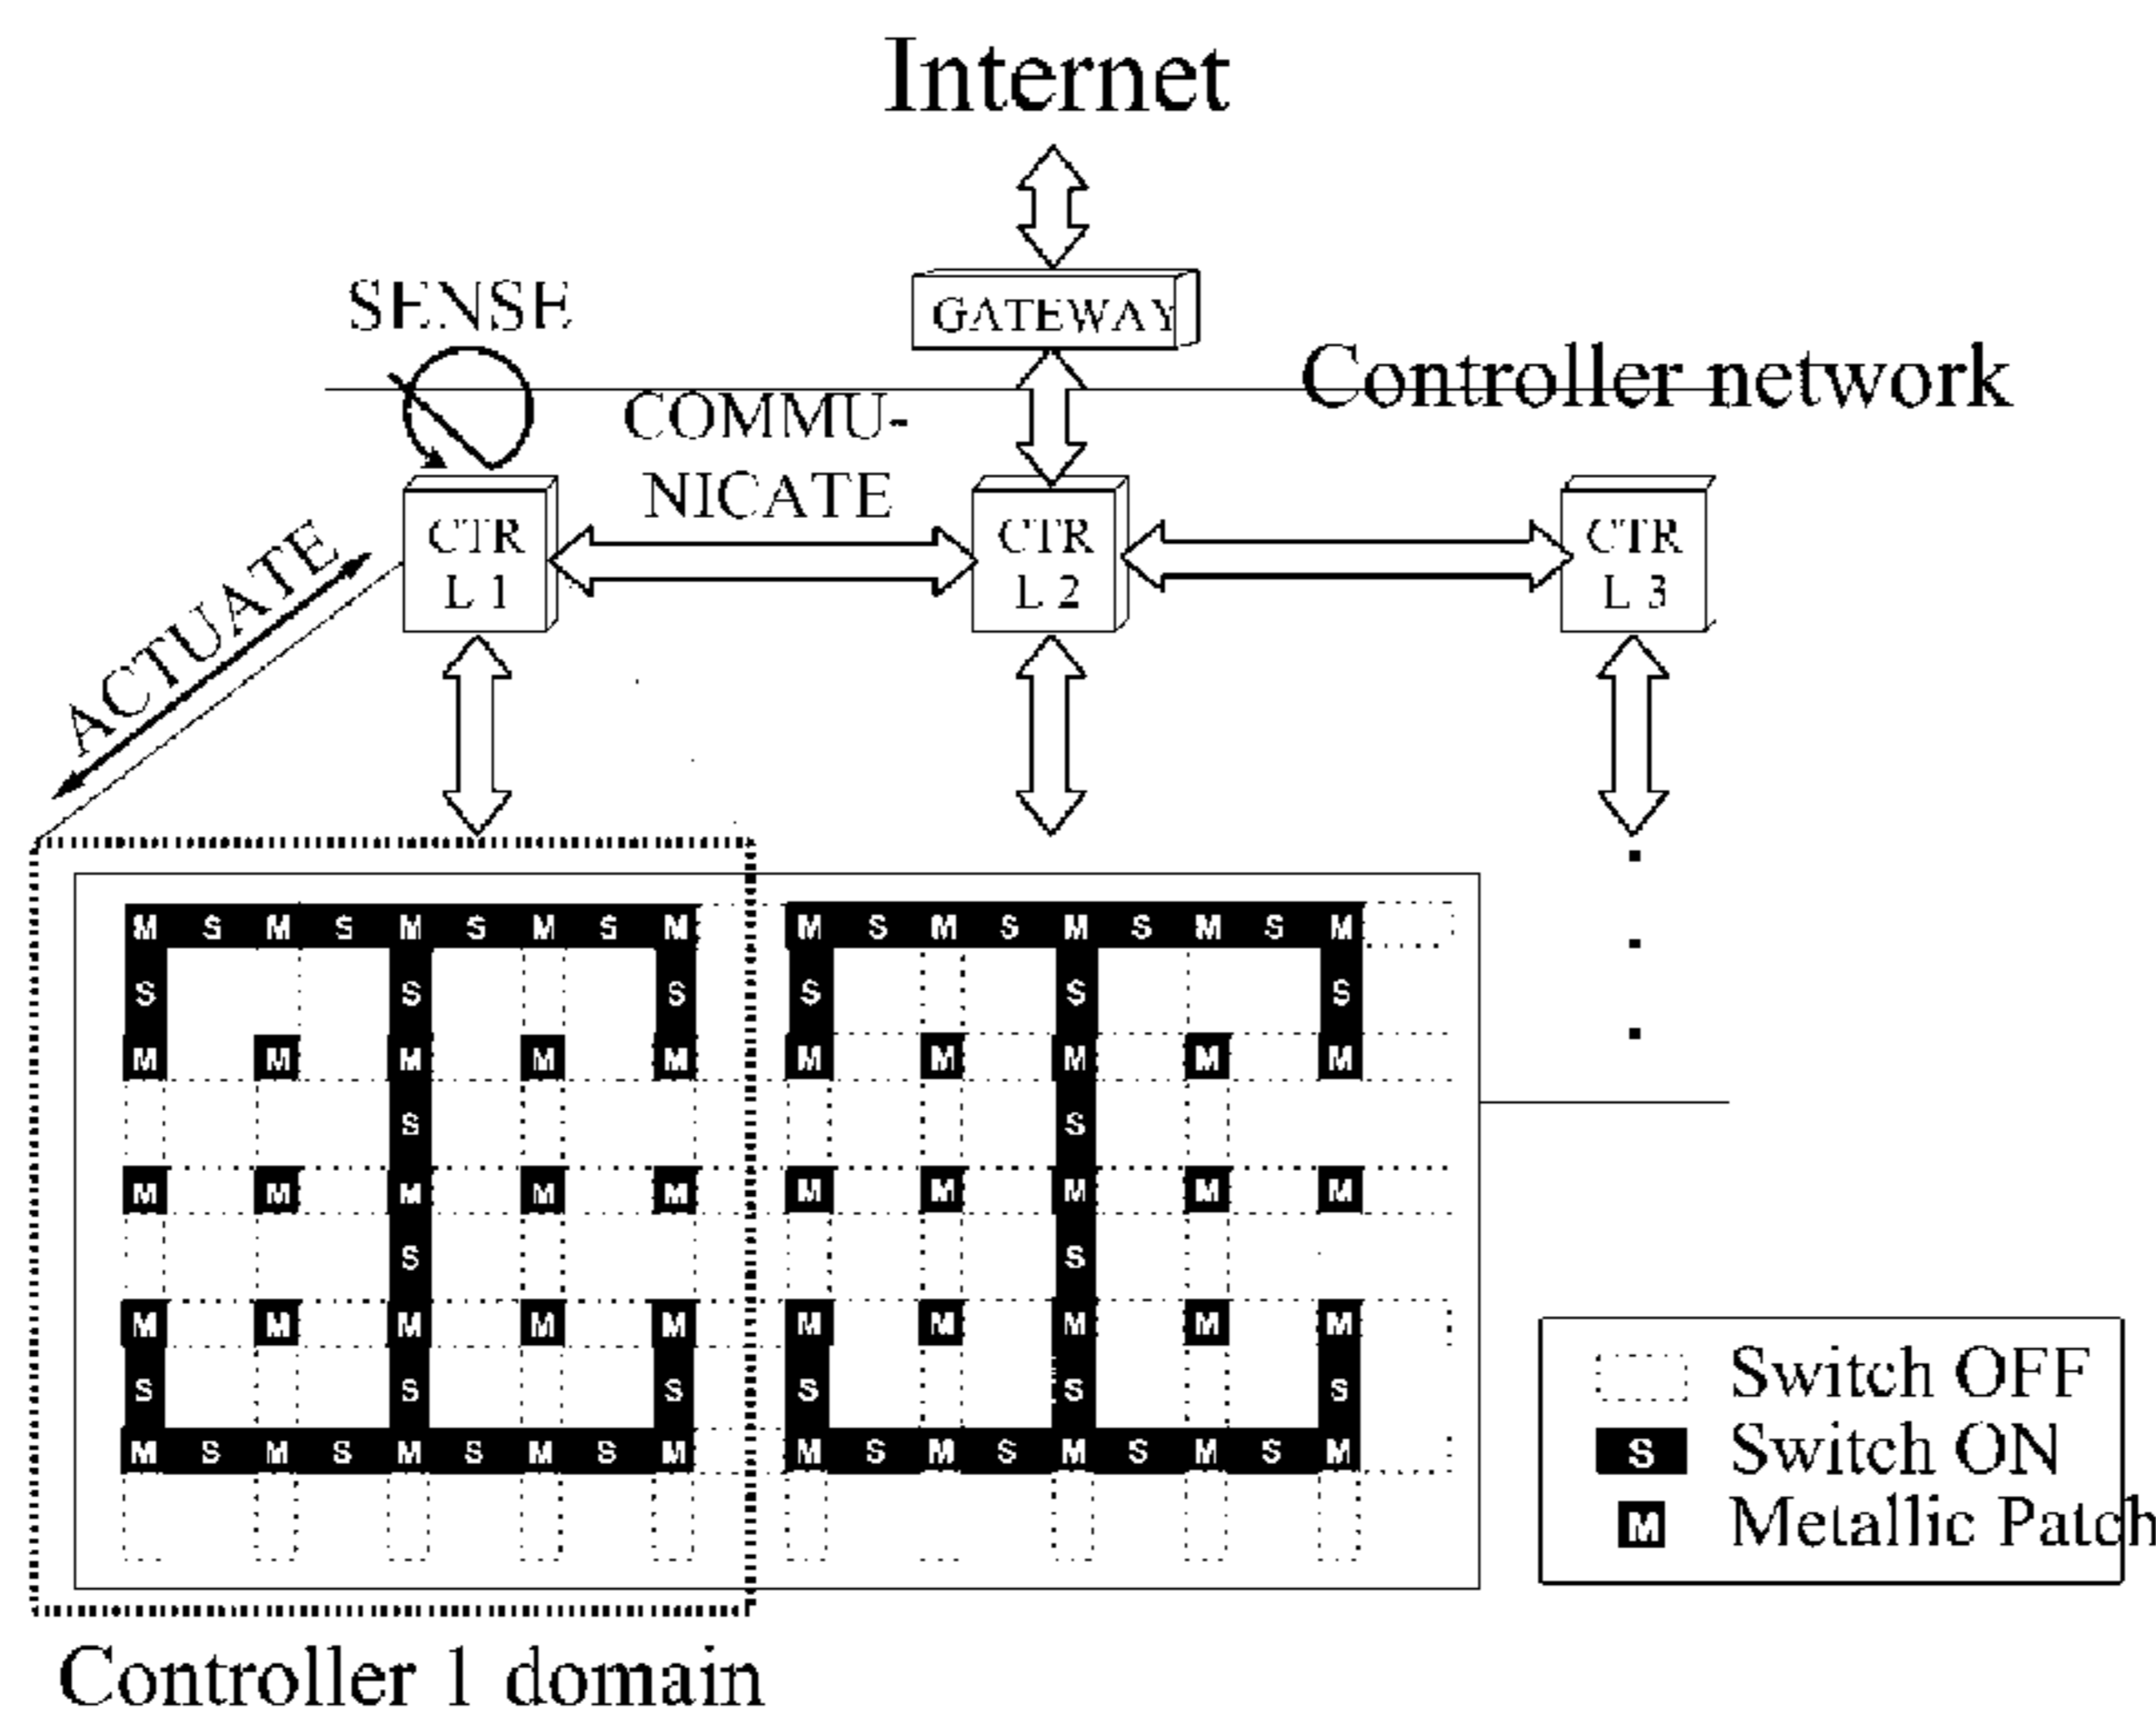 Internet
SENSE
GATEWAY
Controller network
COMMU-
NICATE
CTR
L 1
CTR
L 2
CTR
L 3
ACTUATE
M S M S M S M S M
M S M S M S M S M
S S S
S S S
M M M M M
M M M M M
S
S
M M M M M
M M M M M
S
S
M M M M M
M M M M M
S S S
S S S
M S M S M S M S M
M S M S M S M S M
Switch OFF
S Switch ON
M Metallic Patch
Controller 1 domain